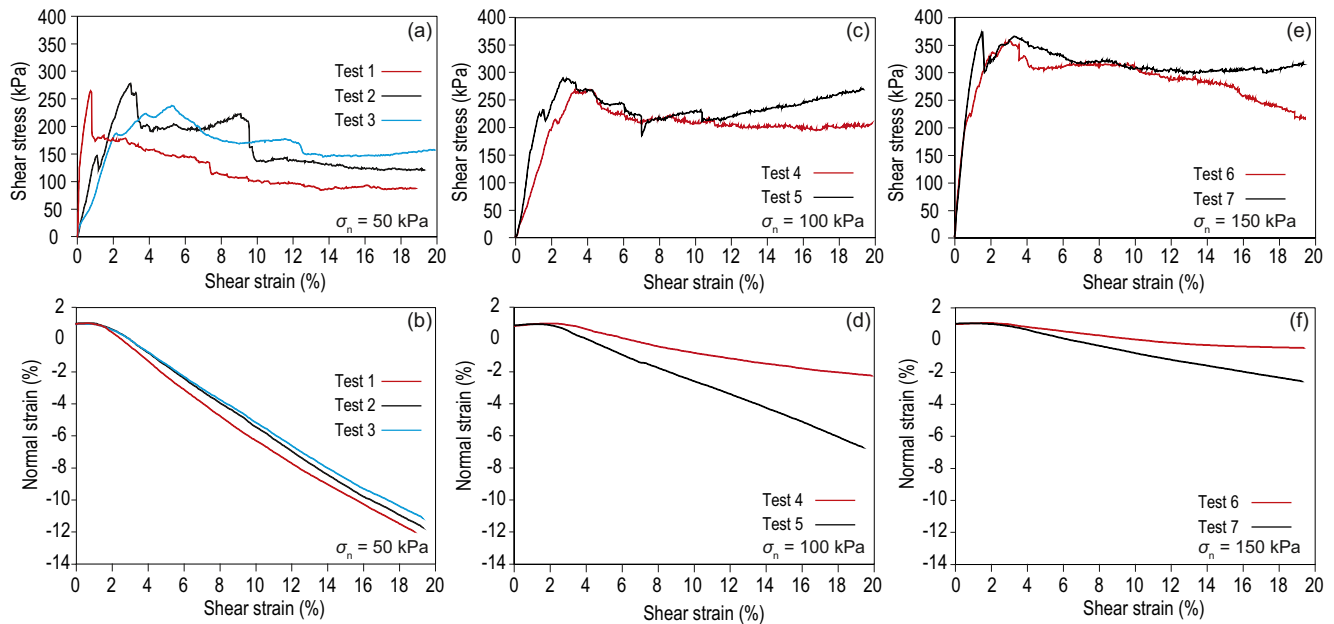 (a)
400
350
300
250
200
150
100
50
0
Shear stress (kPa)
Test 1
Test 2
Test 3
σn = 50 kPa
0 2 4 6 8 10 12 14 16 18 20
Shear strain (%)
(c)
400
350
300
250
200
150
100
50
0
Shear stress (kPa)
Test 4
Test 5
σn = 100 kPa
0 2 4 6 8 10 12 14 16 18 20
Shear strain (%)
(e)
400
350
300
250
200
150
100
50
0
Shear stress (kPa)
Test 6
Test 7
σn = 150 kPa
0 2 4 6 8 10 12 14 16 18 20
Shear strain (%)
(b)
2
0
-2
-4
-6
-8
-10
-12
-14
Normal strain (%)
Test 1
Test 2
Test 3
σn = 50 kPa
0 2 4 6 8 10 12 14 16 18 20
Shear strain (%)
(d)
2
0
-2
-4
-6
-8
-10
-12
-14
Normal strain (%)
Test 4
Test 5
σn = 100 kPa
0 2 4 6 8 10 12 14 16 18 20
Shear strain (%)
(f)
2
0
-2
-4
-6
-8
-10
-12
-14
Normal strain (%)
Test 6
Test 7
σn = 150 kPa
0 2 4 6 8 10 12 14 16 18 20
Shear strain (%)